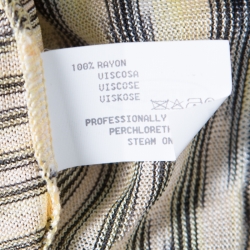 100% RAYON
VISCOSA
VISCOSE
VISKOSE
PROFESSIONALLY
PERCHLORETH
STEAM ON